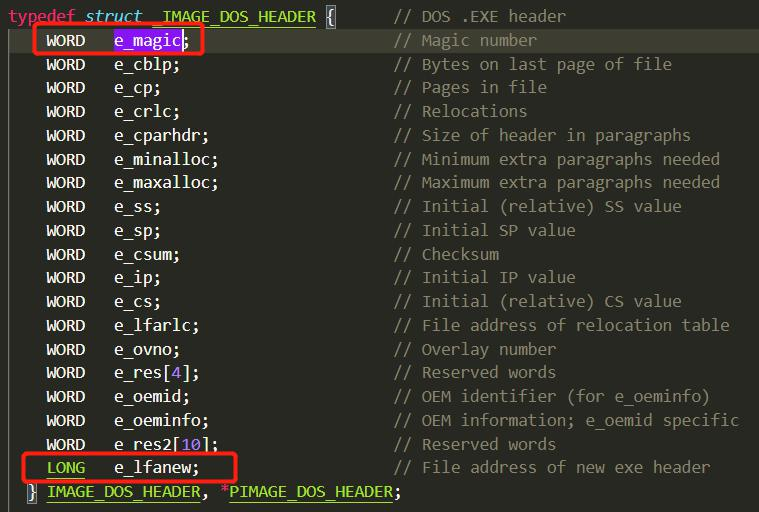 typedef struct _IMAGE_DOS_HEADER { // DOS .EXE header
WORD e_magic; // Magic number
WORD e_cblp; // Bytes on last page of file
WORD e_cp; // Pages in file
WORD e_crlc; // Relocations
WORD e_cparhdr; // Size of header in paragraphs
WORD e_minalloc; // Minimum extra paragraphs needed
WORD e_maxalloc; // Maximum extra paragraphs needed
WORD e_ss; // Initial (relative) SS value
WORD e_sp; // Initial SP value
WORD e_csum; // Checksum
WORD e_ip; // Initial IP value
WORD e_cs; // Initial (relative) CS value
WORD e_lfarlc; // File address of relocation table
WORD e_ovno; // Overlay number
WORD e_res[4]; // Reserved words
WORD e_oemid; // OEM identifier (for e_oeminfo)
WORD e_oeminfo; // OEM information; e_oemid specific
WORD e_res2[10]; // Reserved words
LONG e_lfanew; // File address of new exe header
} IMAGE_DOS_HEADER, *PIMAGE_DOS_HEADER;